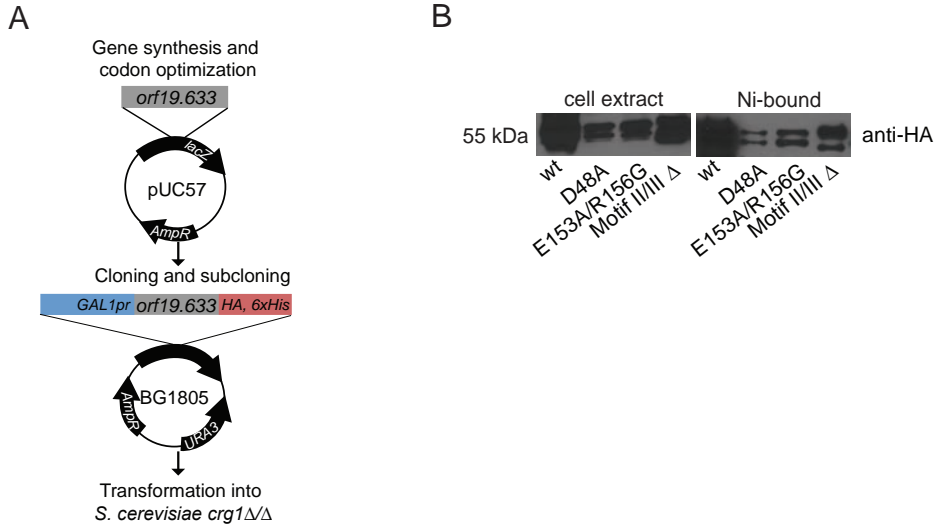 A
Gene synthesis and
codon optimization
orf19.633
lacZ
pUC57
AmpR
Cloning and subcloning
GAL1pr orf19.633 HA, 6xHis
BG1805
AmpR
URA3
Transformation into
S. cerevisiae crg1Δ/Δ
B
cell extract Ni-bound
55 kDa anti-HA
wt D48A E153A/R156G Motif II/III Δ wt D48A E153A/R156G Motif II/III Δ